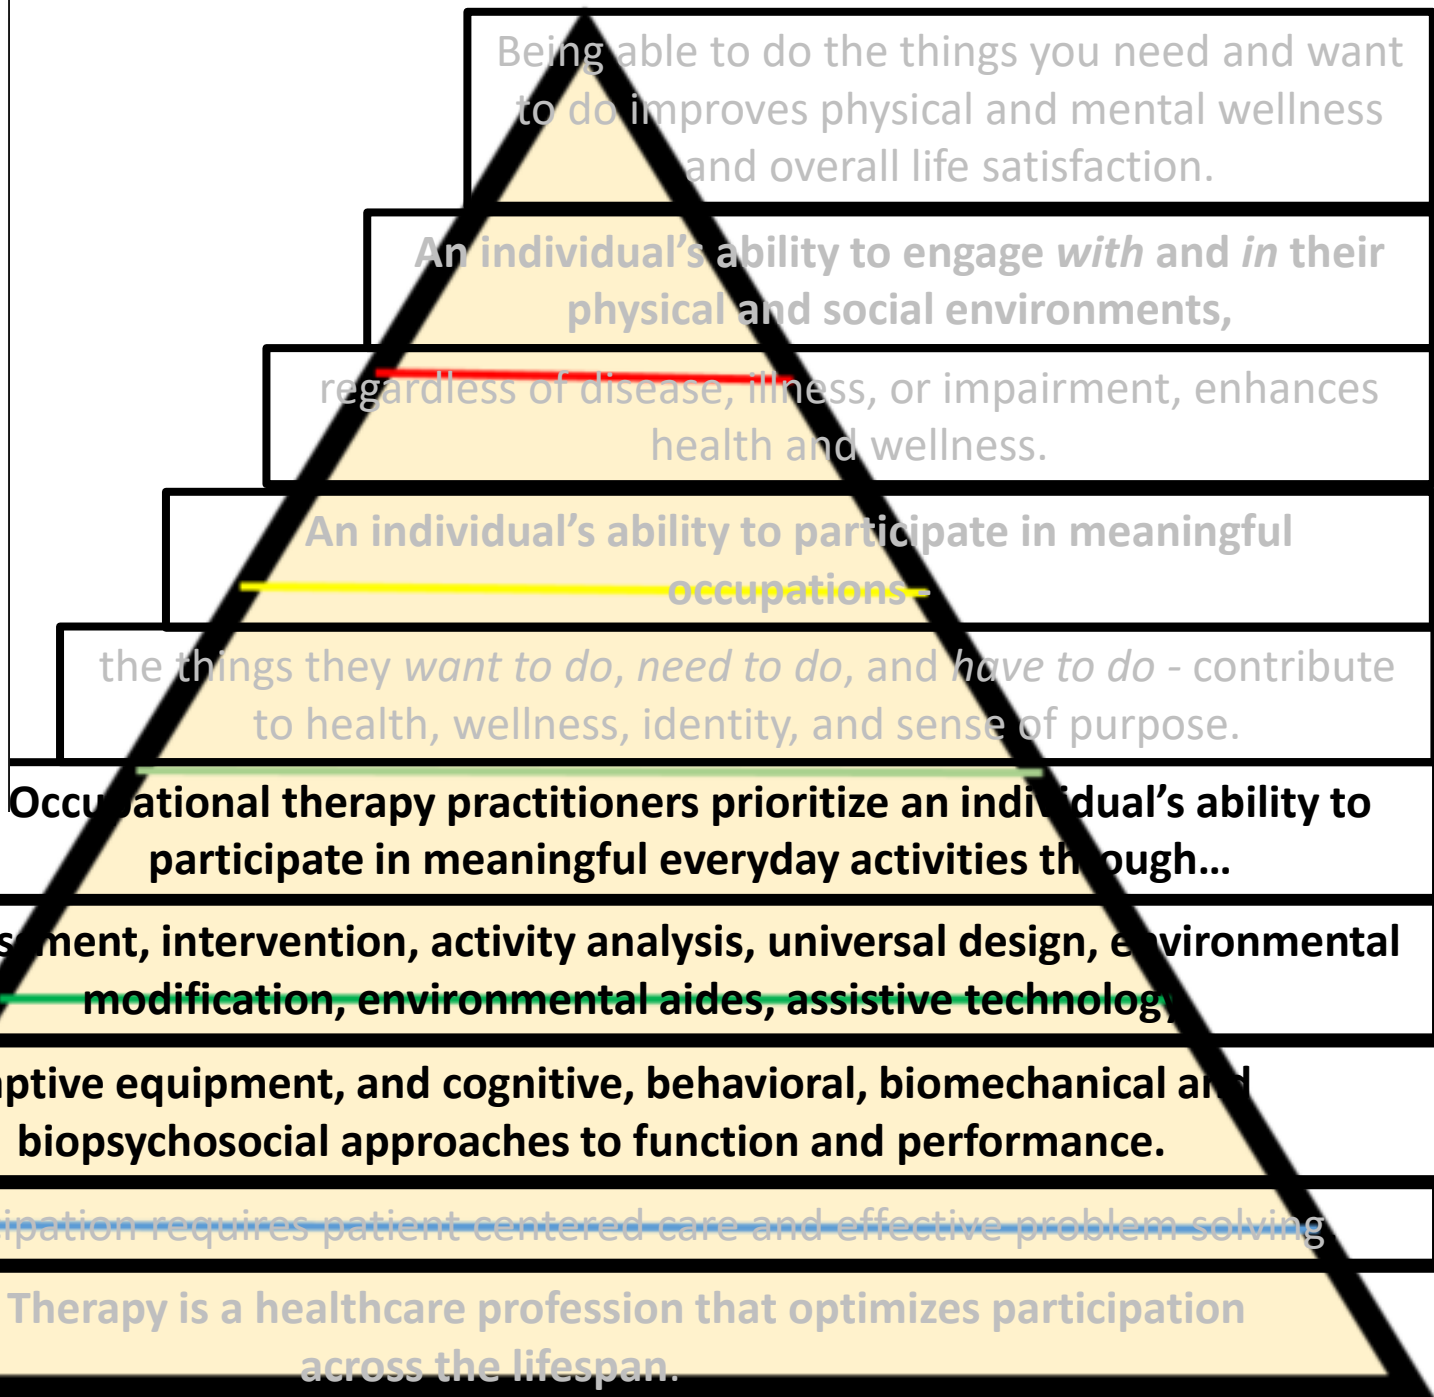 Being able to do the things you need and want
to do improves physical and mental wellness
and overall life satisfaction.
An individual's ability to engage with and in their
physical and social environments,
regardless of disease, illness, or impairment, enhances
health and wellness.
An individual's ability to participate in meaningful
occupations -
the things they want to do, need to do, and have to do - contribute
to health, wellness, identity, and sense of purpose.
Occupational therapy practitioners prioritize an individual's ability to
participate in meaningful everyday activities through…
intervention, activity analysis, universal design, environmental
modification, environmental aides, assistive technology
equipment, and cognitive, behavioral, biomechanical and
biopsychosocial approaches to function and performance.
requires patient centered care and effective problem solving.
Therapy is a healthcare profession that optimizes participation
across the lifespan.